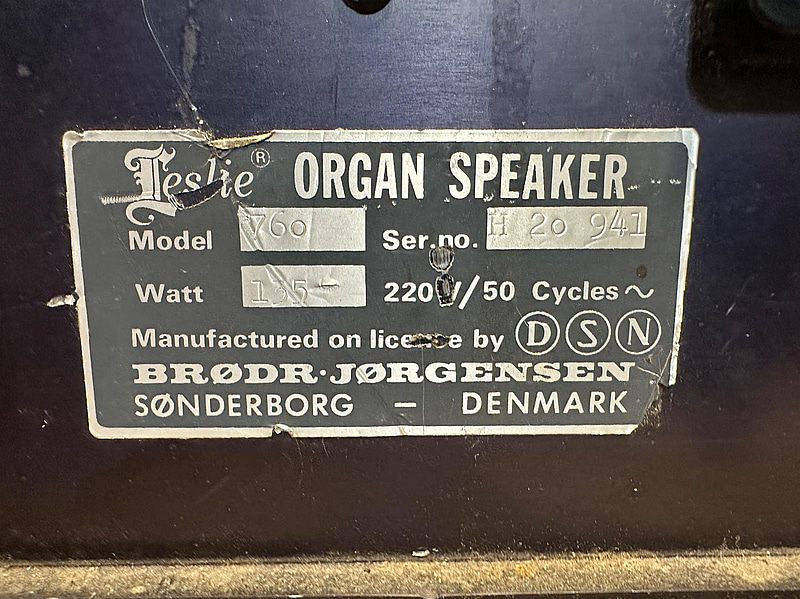 Leslie® ORGAN SPEAKER
Model 760 Ser.no. H 20 941
Watt 135- 220V/50 Cycles~
Manufactured on licence by DSN
BRØDR·JØRGENSEN
SØNDERBORG — DENMARK